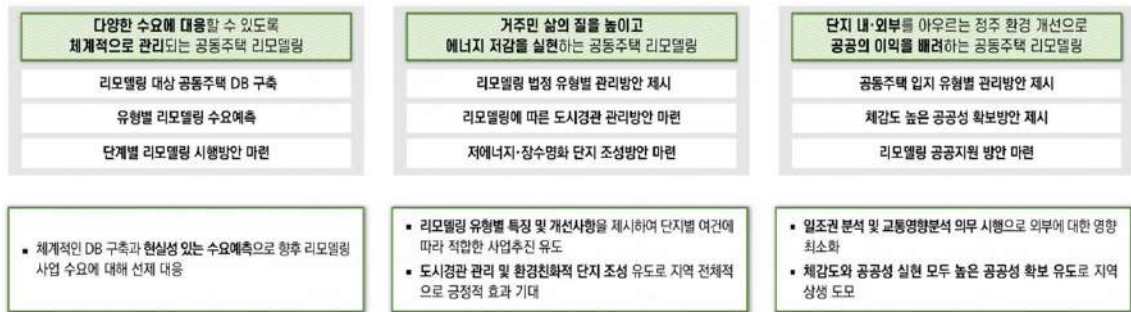 다양한 수요에 대응할 수 있도록
체계적으로 관리되는 공동주택 리모델링
리모델링 대상 공동주택 DB 구축
유형별 리모델링 수요예측
단계별 리모델링 시행방안 마련
▪ 체계적인 DB 구축과 현실성 있는 수요예측으로 향후 리모델링
사업 수요에 대해 선제 대응
거주민 삶의 질을 높이고
에너지 저감을 실현하는 공동주택 리모델링
리모델링 법정 유형별 관리방안 제시
리모델링에 따른 도시경관 관리방안 마련
저에너지·장수명화 단지 조성방안 마련
▪ 리모델링 유형별 특징 및 개선사항을 제시하여 단지별 여건에
따라 적합한 사업추진 유도
▪ 도시경관 관리 및 환경친화적 단지 조성 유도로 지역 전체적
으로 긍정적 효과 기대
단지 내·외부를 아우르는 정주 환경 개선으로
공공의 이익을 배려하는 공동주택 리모델링
공동주택 입지 유형별 관리방안 제시
체감도 높은 공공성 확보방안 제시
리모델링 공공지원 방안 마련
▪ 일조권 분석 및 교통영향분석 의무 시행으로 외부에 대한 영향
최소화
▪ 체감도와 공공성 실현 모두 높은 공공성 확보 유도로 지역
상생 도모